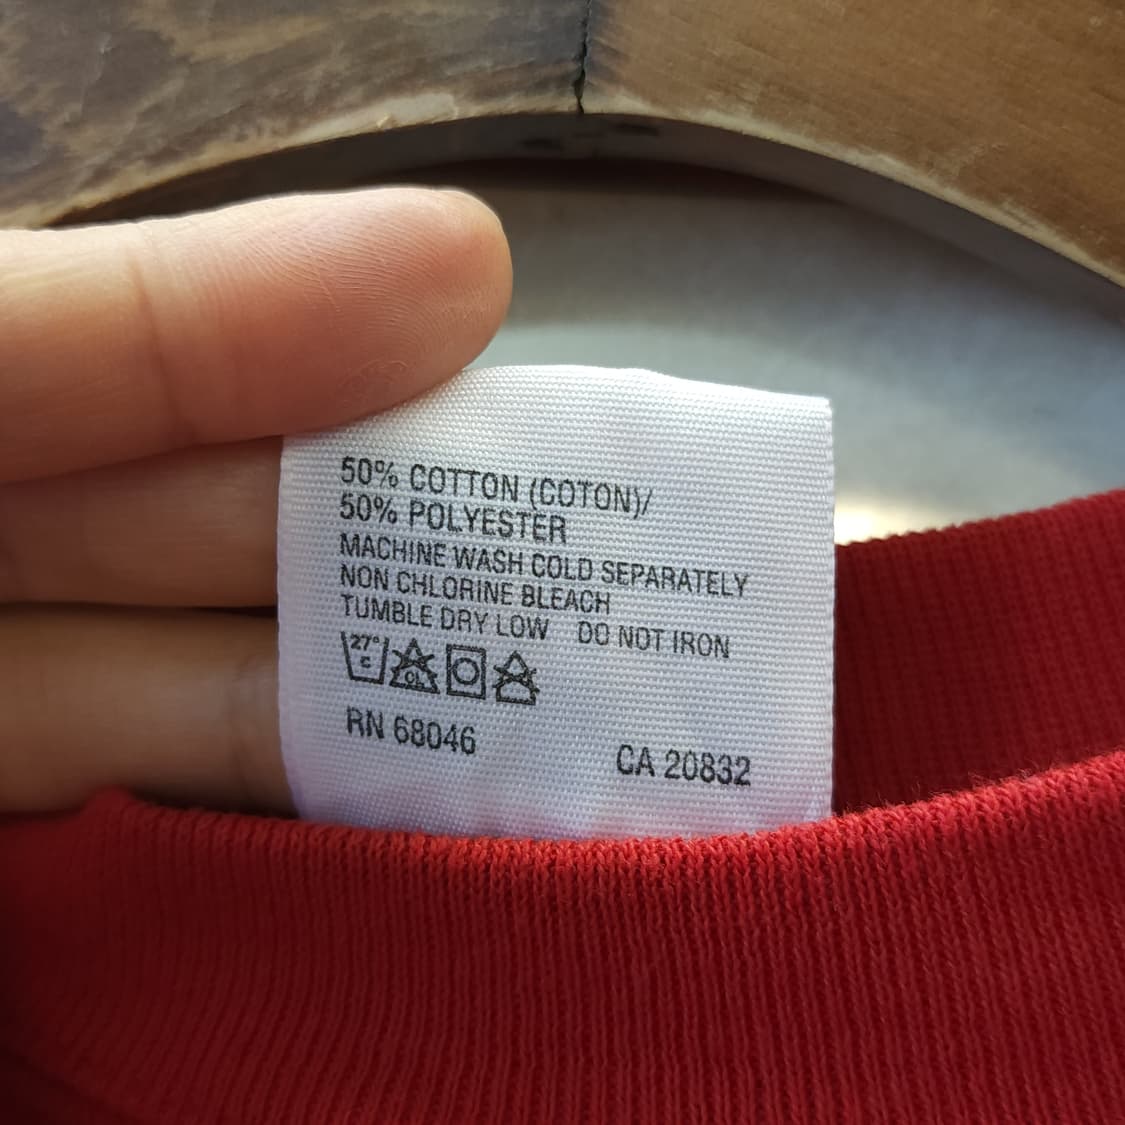 50% COTTON (COTON)/
50% POLYESTER
MACHINE WASH COLD SEPARATELY
NON CHLORINE BLEACH
TUMBLE DRY LOW DO NOT IRON
27° C CL
RN 68046 CA 20832